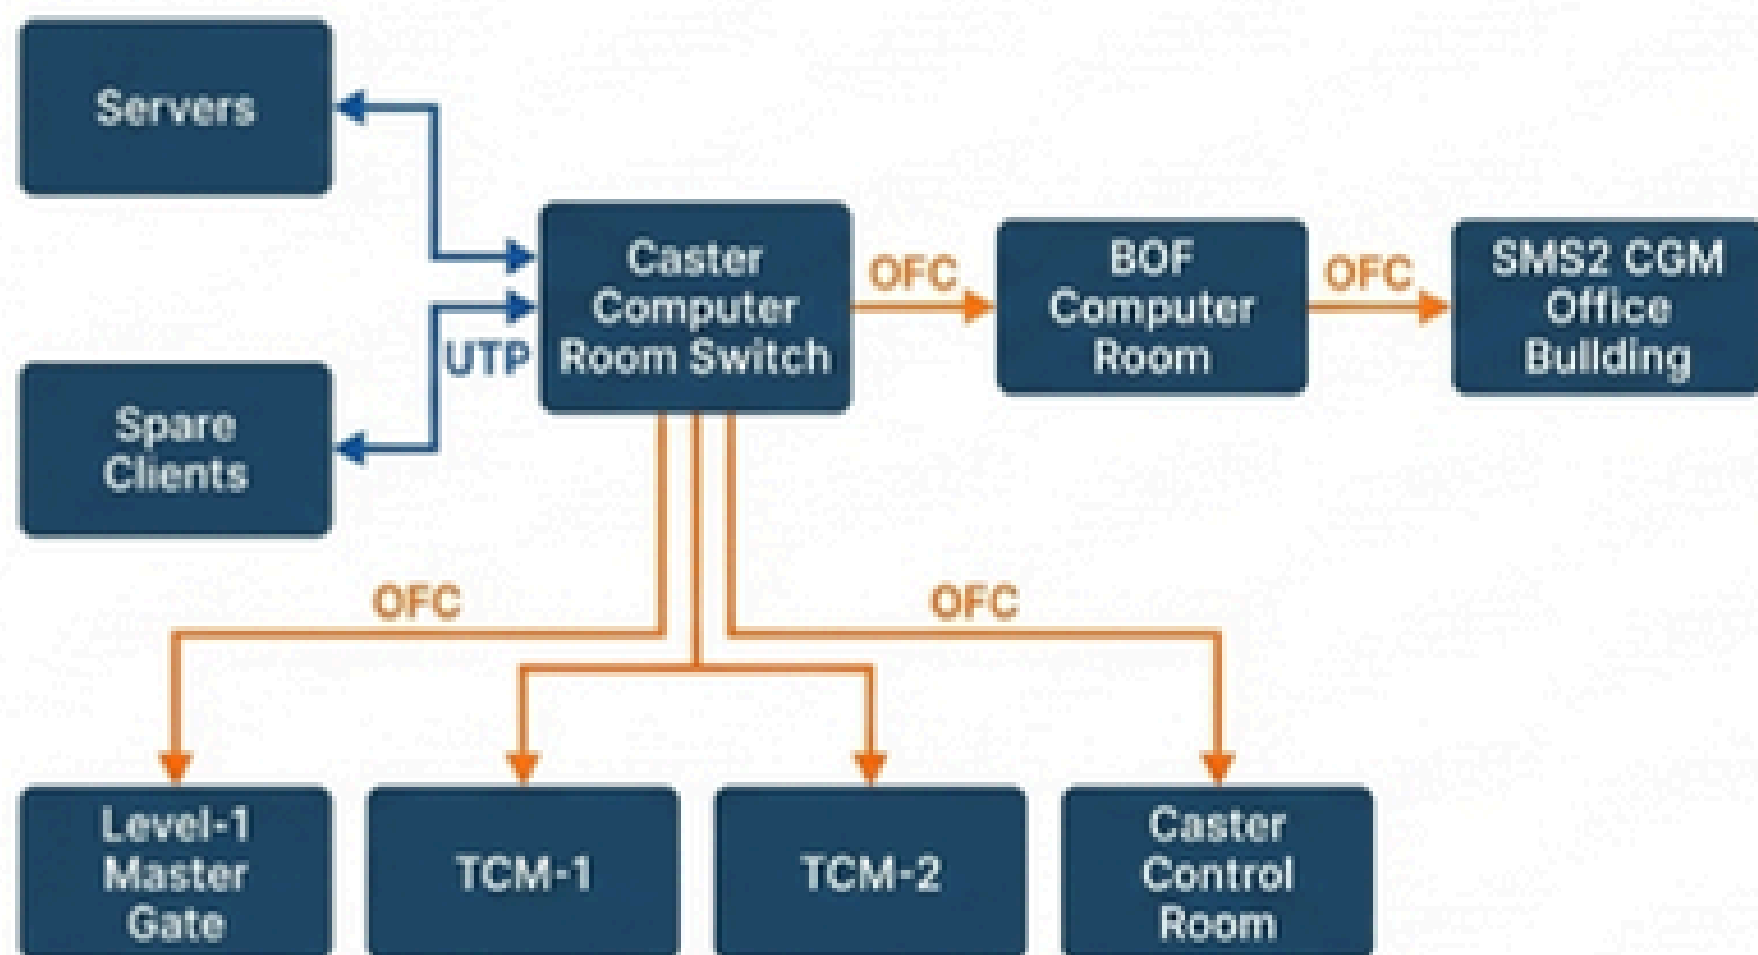 Servers
Caster
Computer
Room Switch
OFC
BOF
Computer
Room
OFC
SMS2 CGM
Office
Building
UTP
Spare
Clients
OFC
OFC
Level-1
Master
Gate
TCM-1
TCM-2
Caster
Control
Room